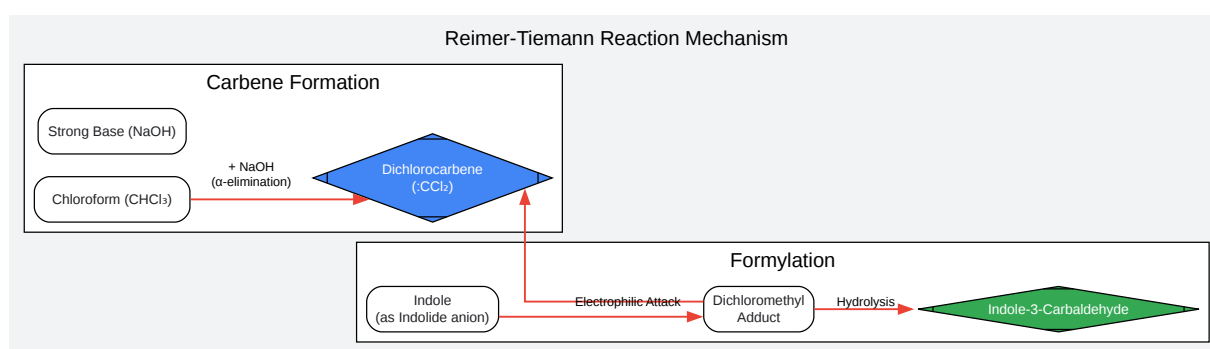 Reimer-Tiemann Reaction Mechanism
Carbene Formation
Strong Base (NaOH)
+ NaOH
(α-elimination)
Dichlorocarbene
(:CCl₂)
Chloroform (CHCl₃)
Formylation
Indole
(as Indolide anion)
Electrophilic Attack
Dichloromethyl
Adduct
Hydrolysis
Indole-3-Carbaldehyde